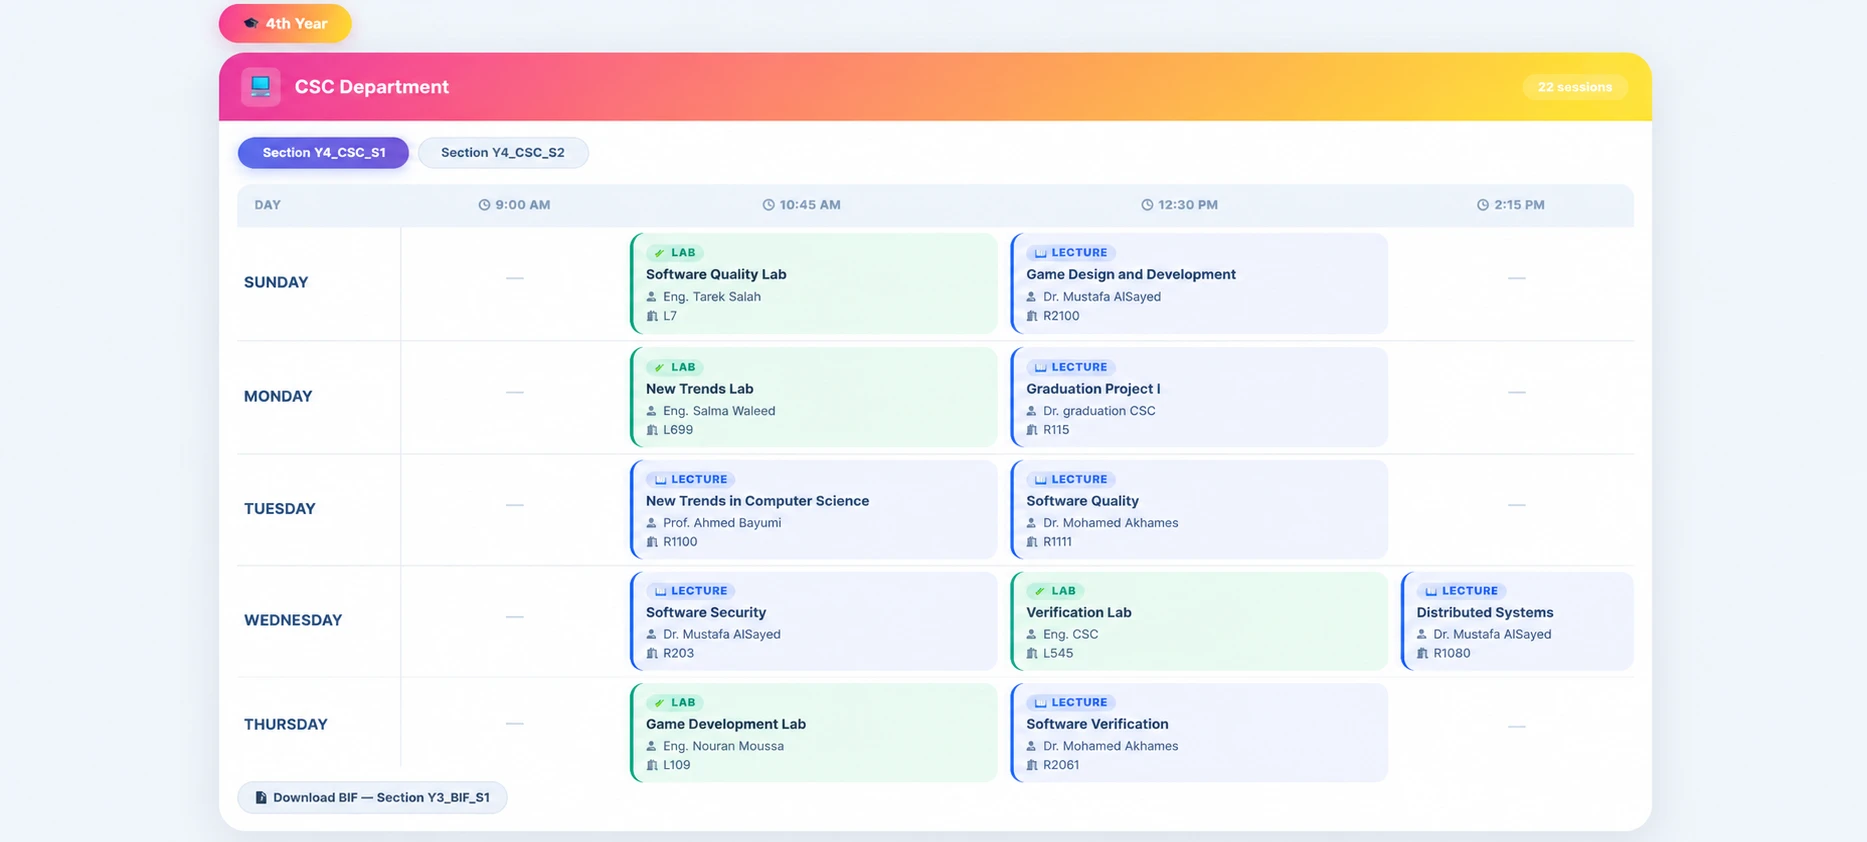 4th Year
CSC Department
22 sessions
Section Y4_CSC_S1
Section Y4_CSC_S2
DAY
9:00 AM
10:45 AM
12:30 PM
2:15 PM
SUNDAY
—
LAB
Software Quality Lab
Eng. Tarek Salah
L7
LECTURE
Game Design and Development
Dr. Mustafa AlSayed
R2100
—
MONDAY
—
LAB
New Trends Lab
Eng. Salma Waleed
L699
LECTURE
Graduation Project I
Dr. graduation CSC
R115
—
TUESDAY
—
LECTURE
New Trends in Computer Science
Prof. Ahmed Bayumi
R1100
LECTURE
Software Quality
Dr. Mohamed Akhames
R1111
—
WEDNESDAY
—
LECTURE
Software Security
Dr. Mustafa AlSayed
R203
LAB
Verification Lab
Eng. CSC
L545
LECTURE
Distributed Systems
Dr. Mustafa AlSayed
R1080
THURSDAY
—
LAB
Game Development Lab
Eng. Nouran Moussa
L109
LECTURE
Software Verification
Dr. Mohamed Akhames
R2061
—
Download BIF — Section Y3_BIF_S1